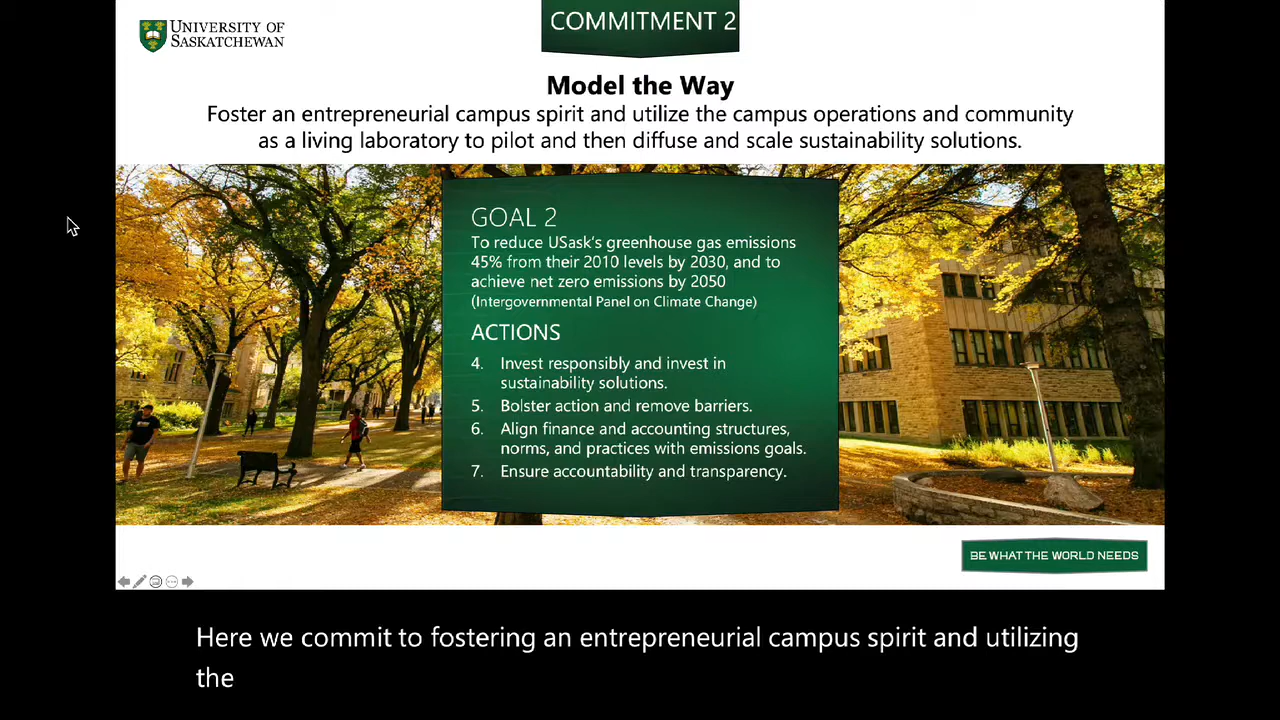 UNIVERSITY OF
SASKATCHEWAN
COMMITMENT 2
Model the Way
Foster an entrepreneurial campus spirit and utilize the campus operations and community
as a living laboratory to pilot and then diffuse and scale sustainability solutions.
GOAL 2
To reduce USask's greenhouse gas emissions
45% from their 2010 levels by 2030, and to
achieve net zero emissions by 2050
(Intergovernmental Panel on Climate Change)
ACTIONS
4. Invest responsibly and invest in
sustainability solutions.
5. Bolster action and remove barriers.
6. Align finance and accounting structures,
norms, and practices with emissions goals.
7. Ensure accountability and transparency.
BE WHAT THE WORLD NEEDS
Here we commit to fostering an entrepreneurial campus spirit and utilizing
the